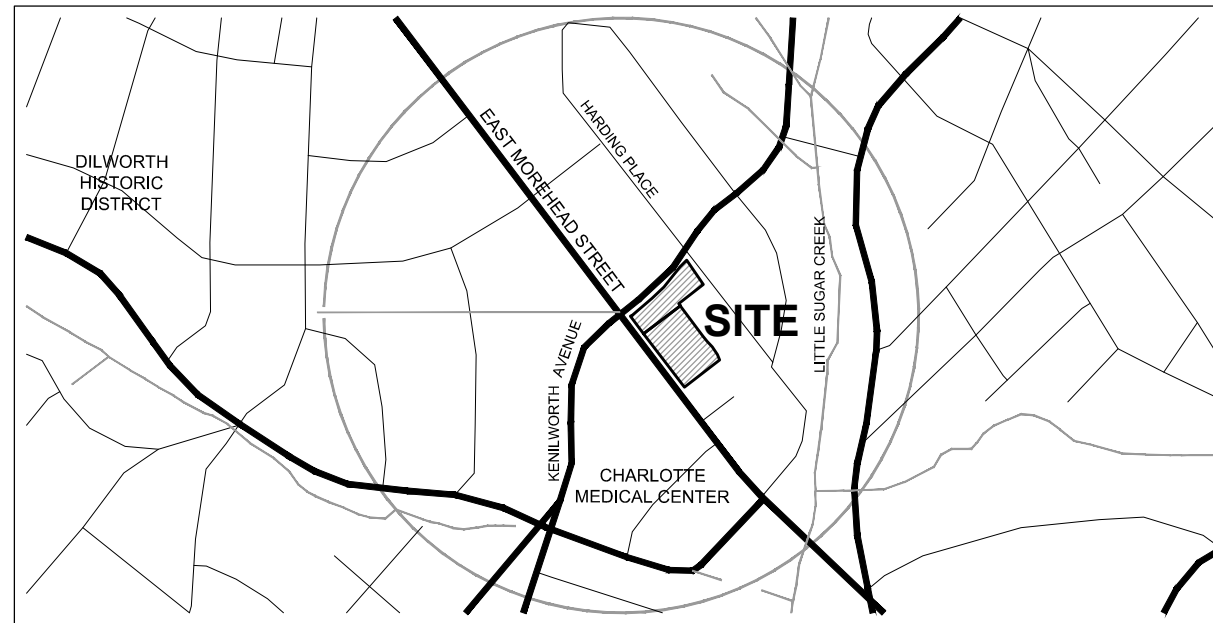 DILWORTH
HISTORIC
DISTRICT
EAST MOREHEAD STREET
HARDING PLACE
SITE
LITTLE SUGAR CREEK
KENILWORTH AVENUE
CHARLOTTE
MEDICAL CENTER